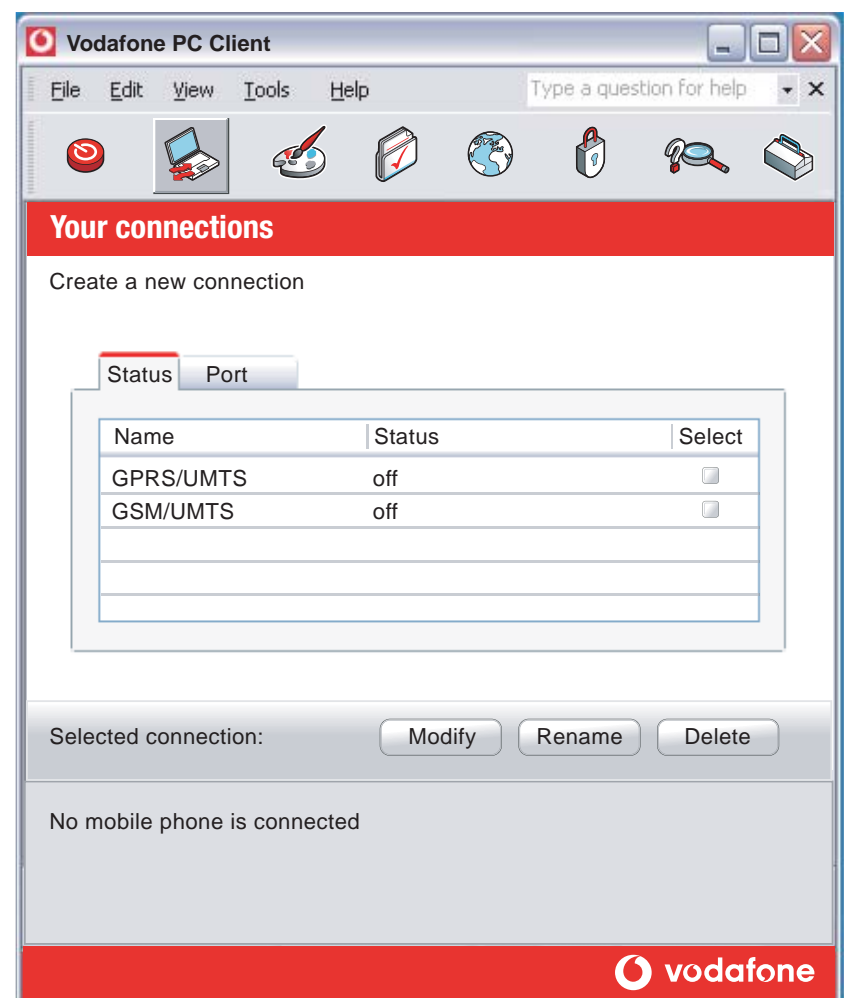 Vodafone PC Client
File Edit View Tools Help Type a question for help
Your connections
Create a new connection
Status Port
Name Status Select
GPRS/UMTS off
GSM/UMTS off
Selected connection: Modify Rename Delete
No mobile phone is connected
vodafone